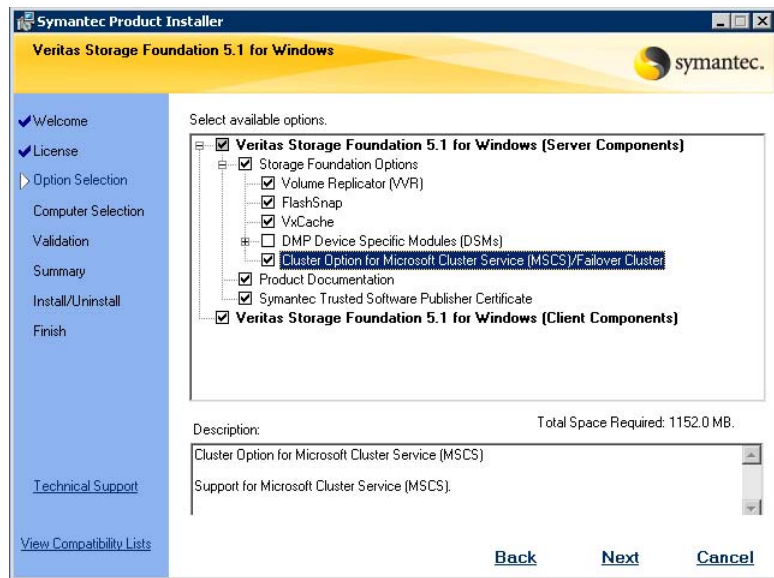 Symantec Product Installer
Veritas Storage Foundation 5.1 for Windows
symantec.
Welcome
License
Option Selection
Computer Selection
Validation
Summary
Install/Uninstall
Finish
Technical Support
View Compatibility Lists
Select available options.
Veritas Storage Foundation 5.1 for Windows (Server Components)
Storage Foundation Options
Volume Replicator (VVR)
FlashSnap
VxCache
DMP Device Specific Modules (DSMs)
Cluster Option for Microsoft Cluster Service (MSCS)/Failover Cluster
Product Documentation
Symantec Trusted Software Publisher Certificate
Veritas Storage Foundation 5.1 for Windows (Client Components)
Total Space Required: 1152.0 MB.
Description:
Cluster Option for Microsoft Cluster Service (MSCS)
Support for Microsoft Cluster Service (MSCS).
Back Next Cancel